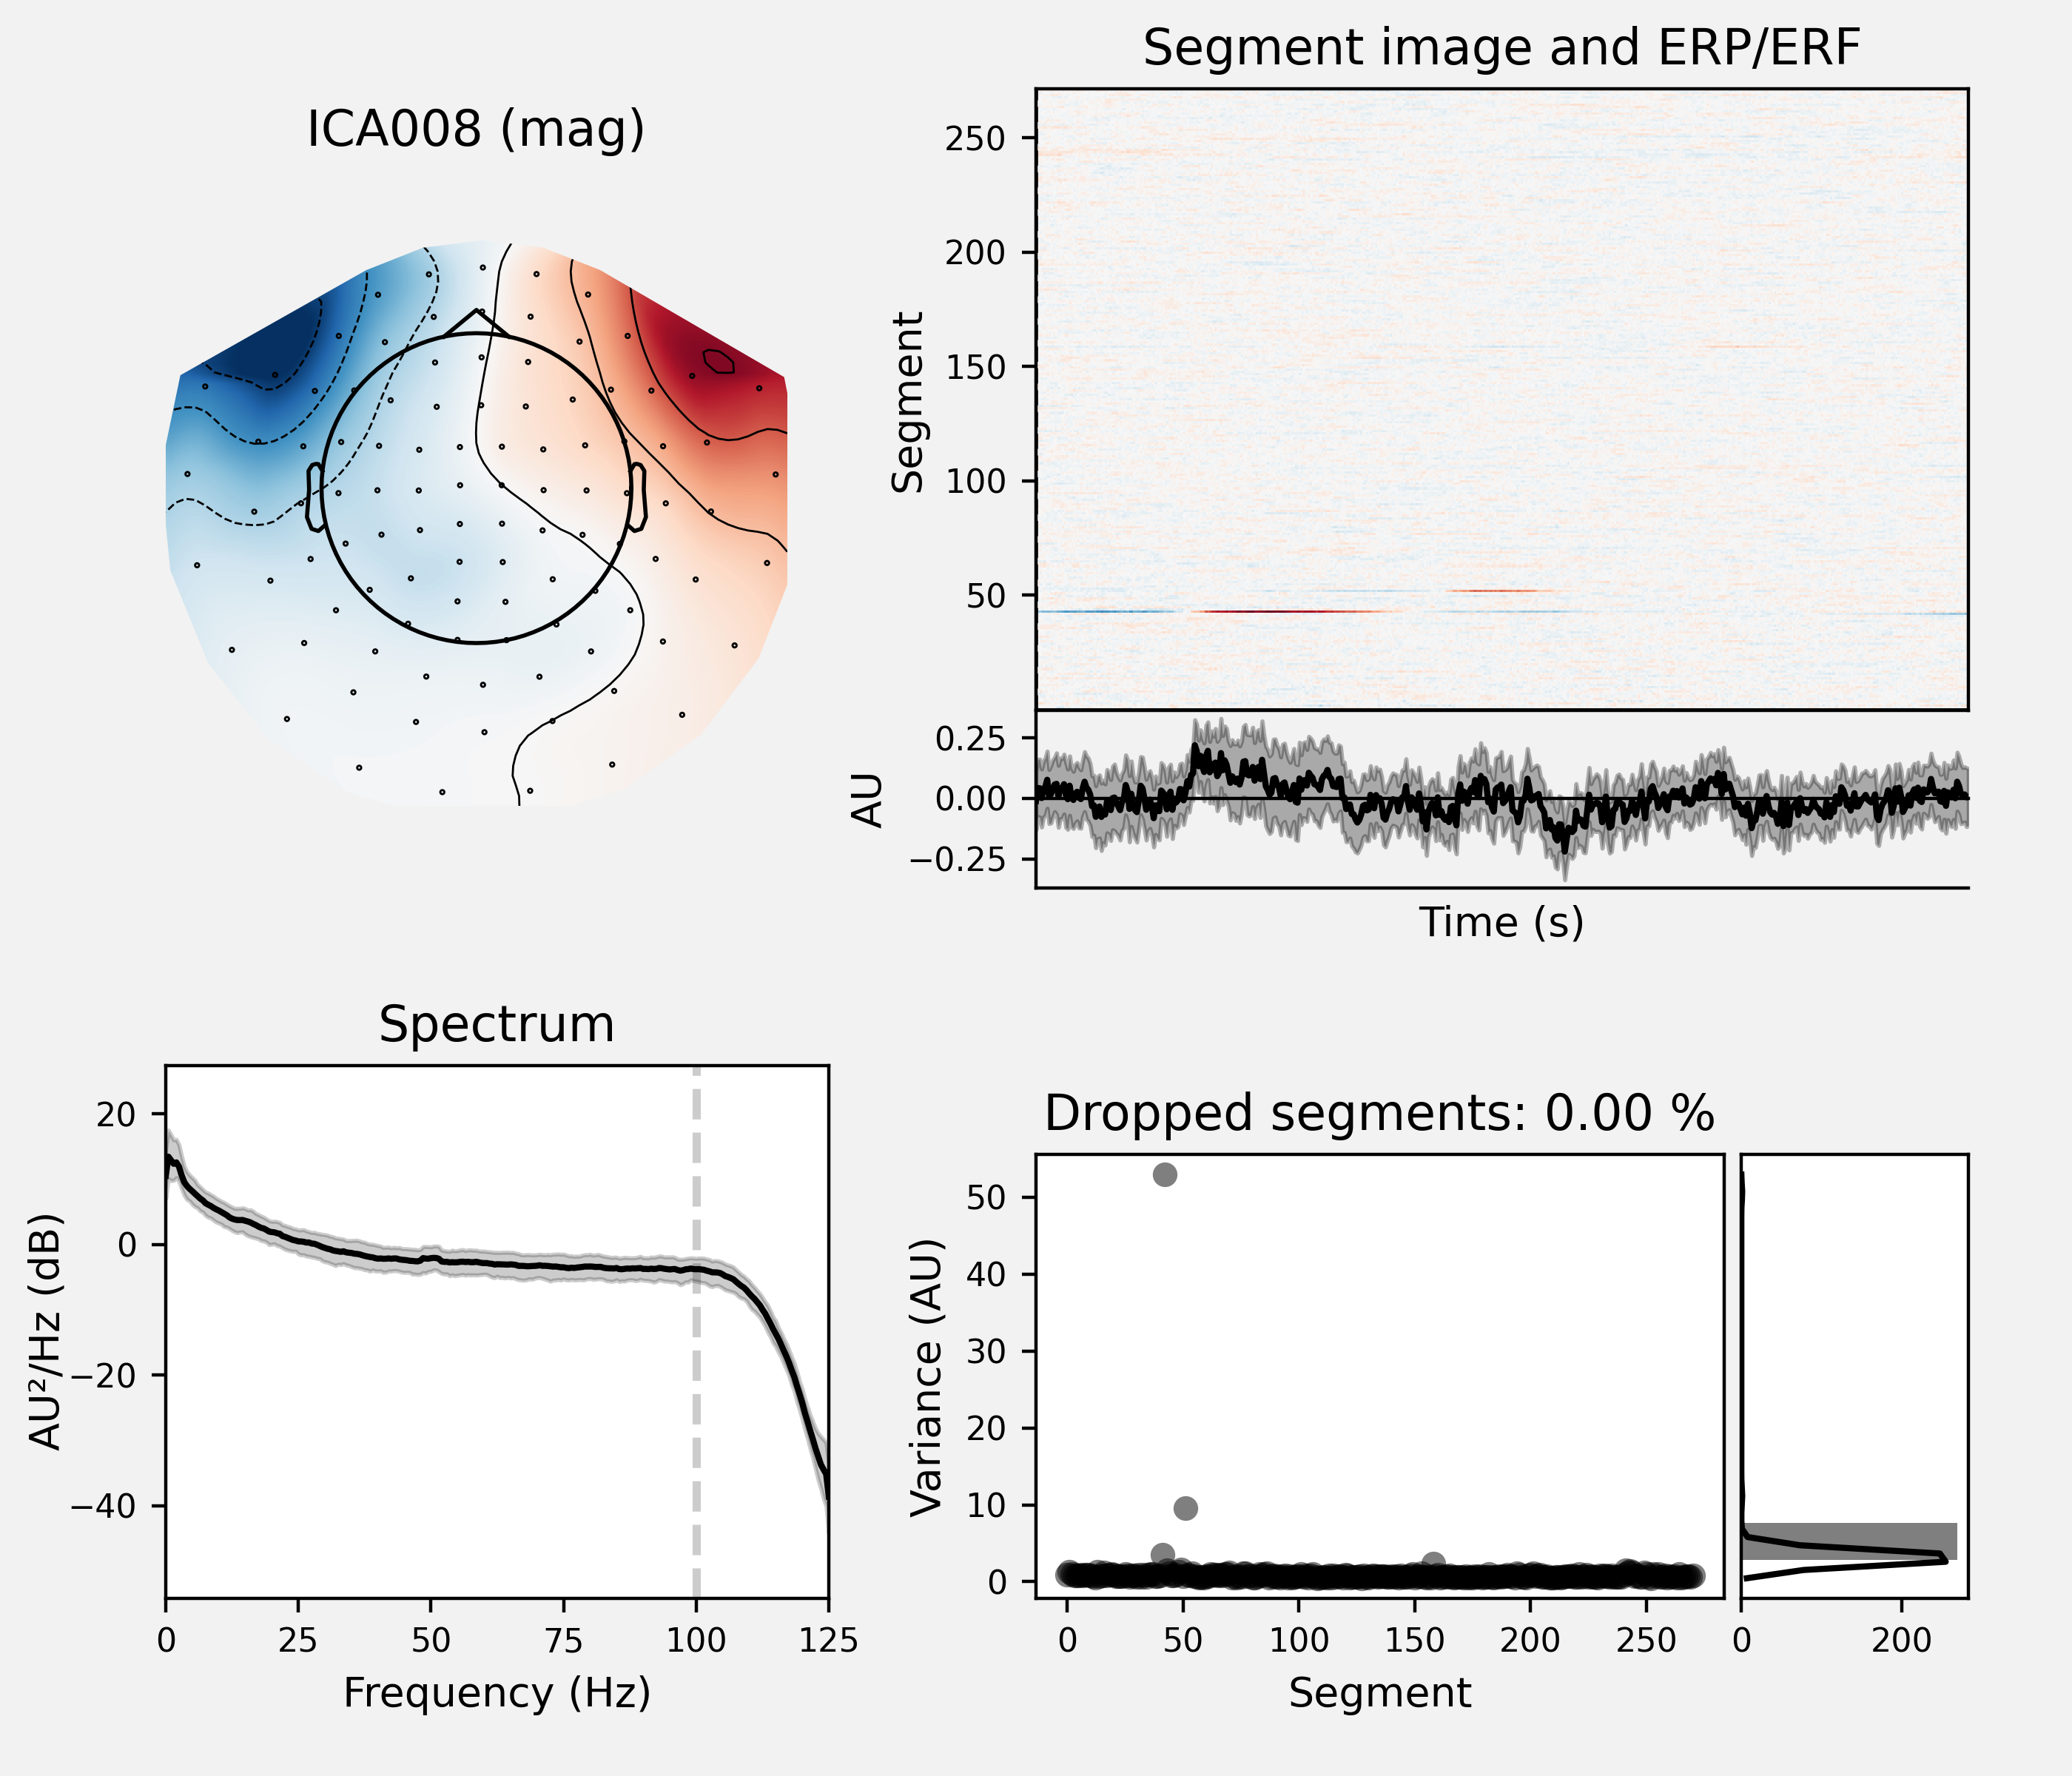 Segment image and ERP/ERF
ICA008 (mag)
250
200
150
100
50
Segment
0.25
0.00
−0.25
AU
Time (s)
Spectrum
20
0
−20
−40
AU²/Hz (dB)
0
25
50
75
100
125
Frequency (Hz)
Dropped segments: 0.00 %
50
40
30
20
10
0
Variance (AU)
0
50
100
150
200
250
0
200
Segment